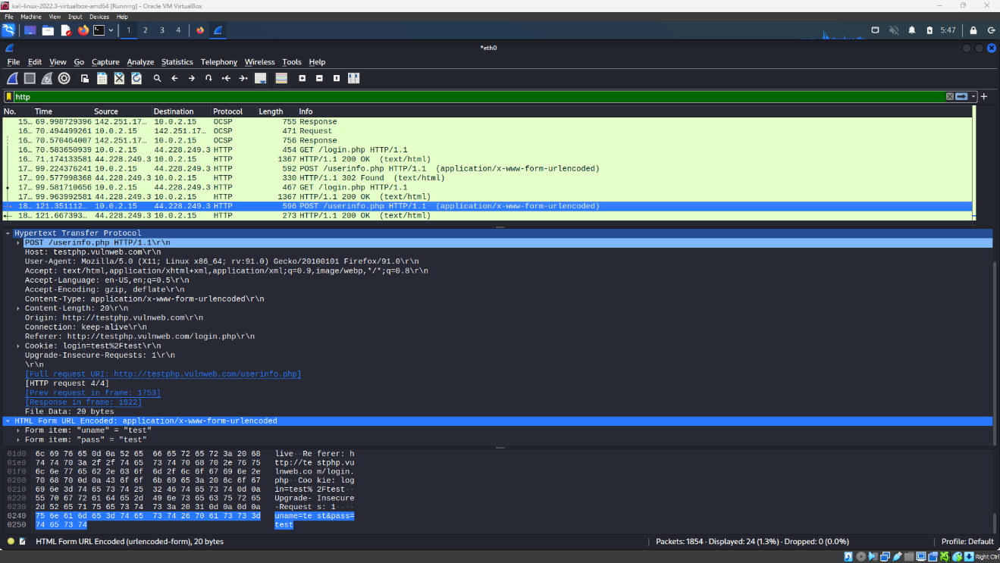 kali-linux-2022.3-virtualbox-amd64 [Running] - Oracle VM VirtualBox
File Machine View Input Devices Help
1 2 3 4 5:47
*eth0
File Edit View Go Capture Analyze Statistics Telephony Wireless Tools Help
http
No. Time Source Destination Protocol Length Info
15… 69.998729396 142.251.17… 10.0.2.15 OCSP 755 Response
16… 70.494499261 10.0.2.15 142.251.17… OCSP 471 Request
16… 70.570464007 142.251.17… 10.0.2.15 OCSP 756 Response
16… 70.583650939 10.0.2.15 44.228.249.3 HTTP 454 GET /login.php HTTP/1.1
16… 71.174133581 44.228.249.3 10.0.2.15 HTTP 1367 HTTP/1.1 200 OK (text/html)
17… 99.224376241 10.0.2.15 44.228.249.3 HTTP 592 POST /userinfo.php HTTP/1.1 (application/x-www-form-urlencoded)
17… 99.577998368 44.228.249.3 10.0.2.15 HTTP 330 HTTP/1.1 302 Found (text/html)
17… 99.581710656 10.0.2.15 44.228.249.3 HTTP 467 GET /login.php HTTP/1.1
17… 99.963992581 44.228.249.3 10.0.2.15 HTTP 1367 HTTP/1.1 200 OK (text/html)
18… 121.351112… 10.0.2.15 44.228.249.3 HTTP 596 POST /userinfo.php HTTP/1.1 (application/x-www-form-urlencoded)
18… 121.667393… 44.228.249.3 10.0.2.15 HTTP 273 HTTP/1.1 200 OK (text/html)
Hypertext Transfer Protocol
POST /userinfo.php HTTP/1.1\r\n
Host: testphp.vulnweb.com\r\n
User-Agent: Mozilla/5.0 (X11; Linux x86_64; rv:91.0) Gecko/20100101 Firefox/91.0\r\n
Accept: text/html,application/xhtml+xml,application/xml;q=0.9,image/webp,*/*;q=0.8\r\n
Accept-Language: en-US,en;q=0.5\r\n
Accept-Encoding: gzip, deflate\r\n
Content-Type: application/x-www-form-urlencoded\r\n
Content-Length: 20\r\n
Origin: http://testphp.vulnweb.com\r\n
Connection: keep-alive\r\n
Referer: http://testphp.vulnweb.com/login.php\r\n
Cookie: login=test%2Ftest\r\n
Upgrade-Insecure-Requests: 1\r\n
\r\n
[Full request URI: http://testphp.vulnweb.com/userinfo.php]
[HTTP request 4/4]
[Prev request in frame: 1753]
[Response in frame: 1822]
File Data: 20 bytes
HTML Form URL Encoded: application/x-www-form-urlencoded
Form item: "uname" = "test"
Form item: "pass" = "test"
01d0 6c 69 76 65 0d 0a 52 65 66 65 72 65 72 3a 20 68 live··Re ferer: h
01e0 74 74 70 3a 2f 2f 74 65 73 74 70 68 70 2e 76 75 ttp://te stphp.vu
01f0 6c 6e 77 65 62 2e 63 6f 6d 2f 6c 6f 67 69 6e 2e lnweb.co m/login.
0200 70 68 70 0d 0a 43 6f 6f 6b 69 65 3a 20 6c 6f 67 php··Coo kie: log
0210 69 6e 3d 74 65 73 74 25 32 46 74 65 73 74 0d 0a in=test% 2Ftest··
0220 55 70 67 72 61 64 65 2d 49 6e 73 65 63 75 72 65 Upgrade- Insecure
0230 2d 52 65 71 75 65 73 74 73 3a 20 31 0d 0a 0d 0a -Request s: 1····
0240 75 6e 61 6d 65 3d 74 65 73 74 26 70 61 73 73 3d uname=te st&pass=
0250 74 65 73 74 test
HTML Form URL Encoded (urlencoded-form), 20 bytes Packets: 1854 · Displayed: 24 (1.3%) · Dropped: 0 (0.0%) Profile: Default
Right Ctrl